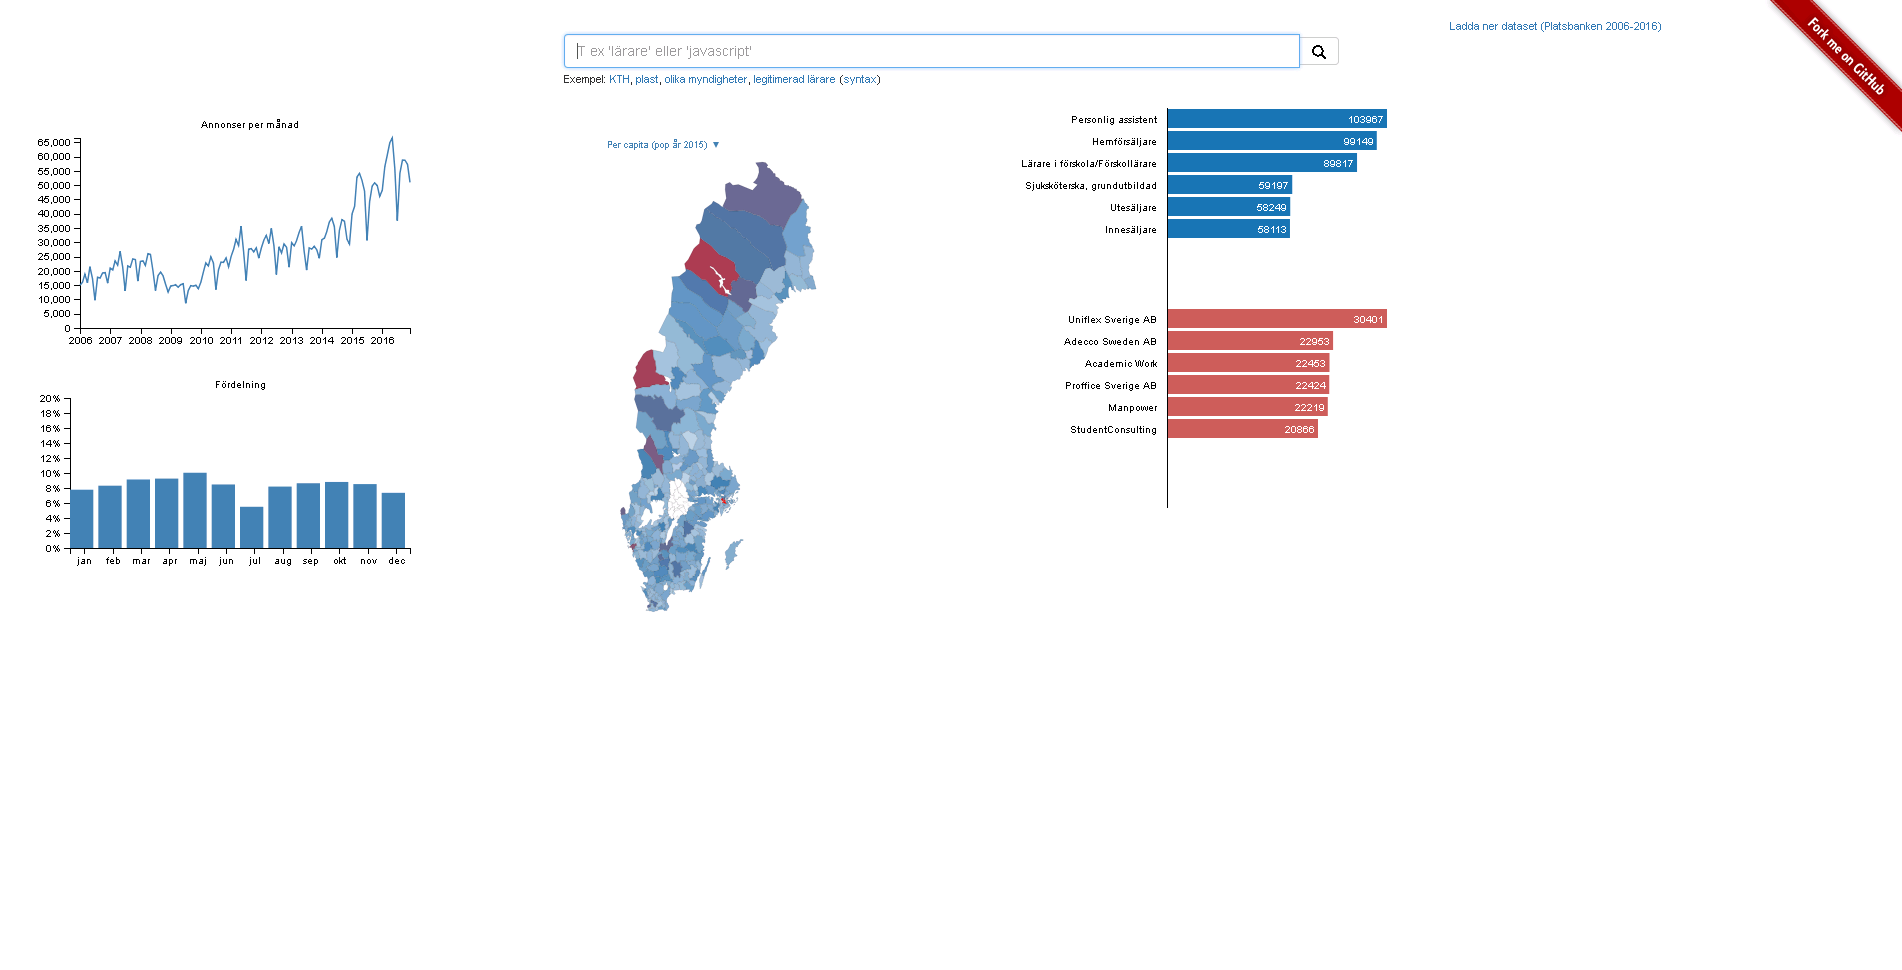 Ladda ner dataset (Platsbanken 2006-2016)
Fork me on GitHub
T ex 'lärare' eller 'javascript'
Exempel: KTH, plast, olika myndigheter, legitimerad lärare (syntax)
Annonser per månad
65,000
60,000
55,000
50,000
45,000
40,000
35,000
30,000
25,000
20,000
15,000
10,000
5,000
0
2006 2007 2008 2009 2010 2011 2012 2013 2014 2015 2016
Fördelning
20%
18%
16%
14%
12%
10%
8%
6%
4%
2%
0%
jan feb mar apr maj jun jul aug sep okt nov dec
Per capita (pop år 2015) ▼
Personlig assistent 103967
Hemförsäljare 99149
Lärare i förskola/Förskollärare 89817
Sjuksköterska, grundutbildad 59197
Utesäljare 58249
Innesäljare 58113
Uniflex Sverige AB 30401
Adecco Sweden AB 22953
Academic Work 22453
Proffice Sverige AB 22424
Manpower 22219
StudentConsulting 20866